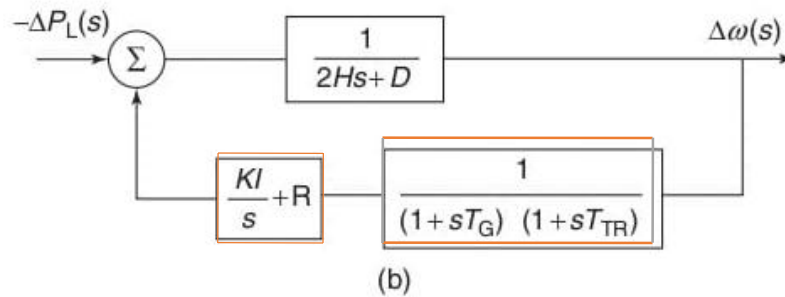 −ΔP_L(s)
Σ
1
2Hs+D
Δω(s)
KI
s
+R
1
(1+sT_G) (1+sT_TR)
(b)